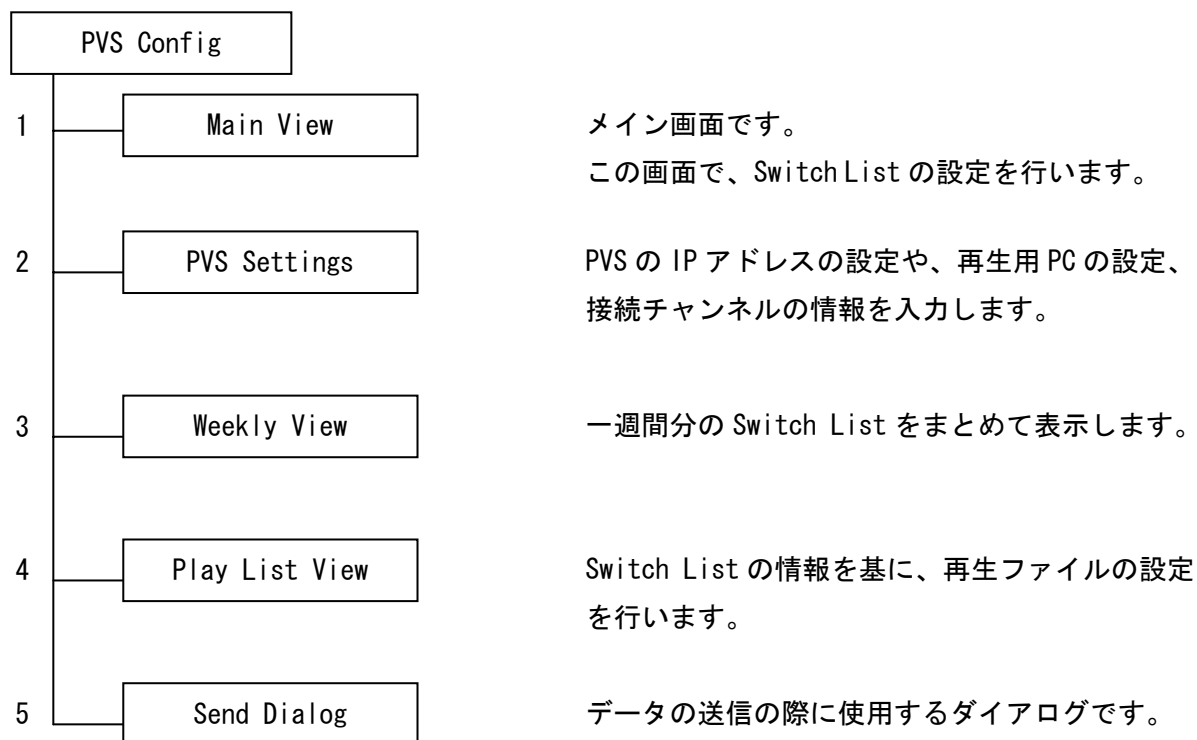 PVS Config
1 Main View メイン画面です。
この画面で、Switch List の設定を行います。
2 PVS Settings PVS の IP アドレスの設定や、再生用 PC の設定、
接続チャンネルの情報を入力します。
3 Weekly View 一週間分の Switch List をまとめて表示します。
4 Play List View Switch List の情報を基に、再生ファイルの設定
を行います。
5 Send Dialog データの送信の際に使用するダイアログです。